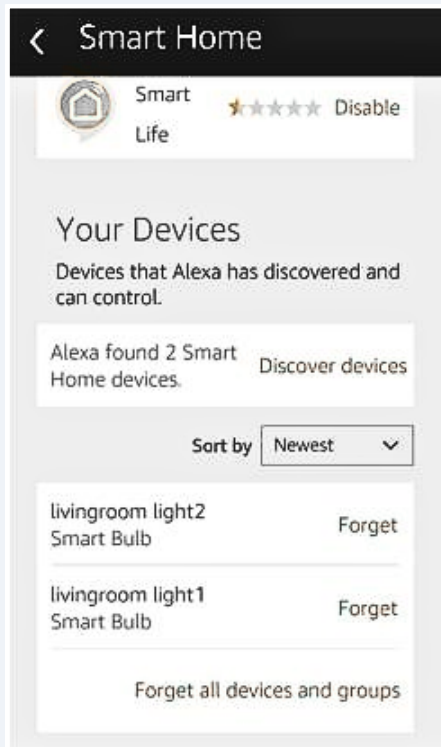 Smart Home
Smart
Life
Disable
Your Devices
Devices that Alexa has discovered and
can control.
Alexa found 2 Smart
Home devices.
Discover devices
Sort by Newest
livingroom light2
Smart Bulb
Forget
livingroom light1
Smart Bulb
Forget
Forget all devices and groups